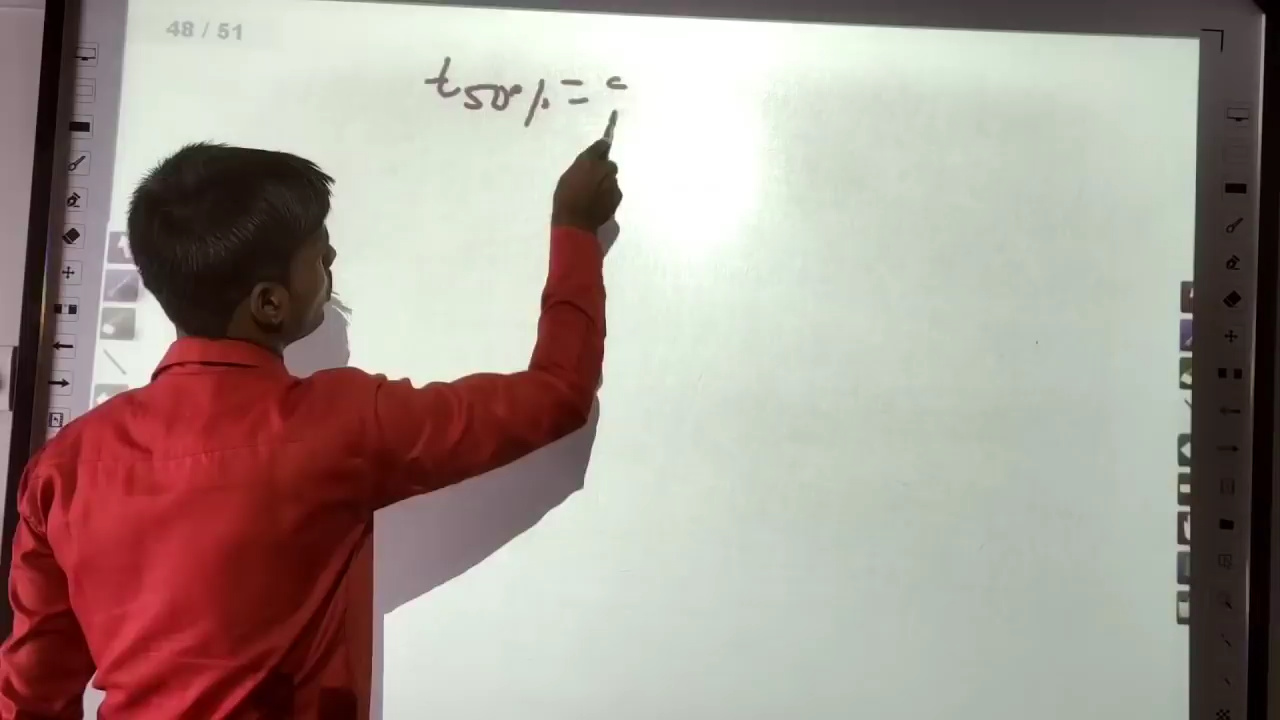 48 / 51
t50% =